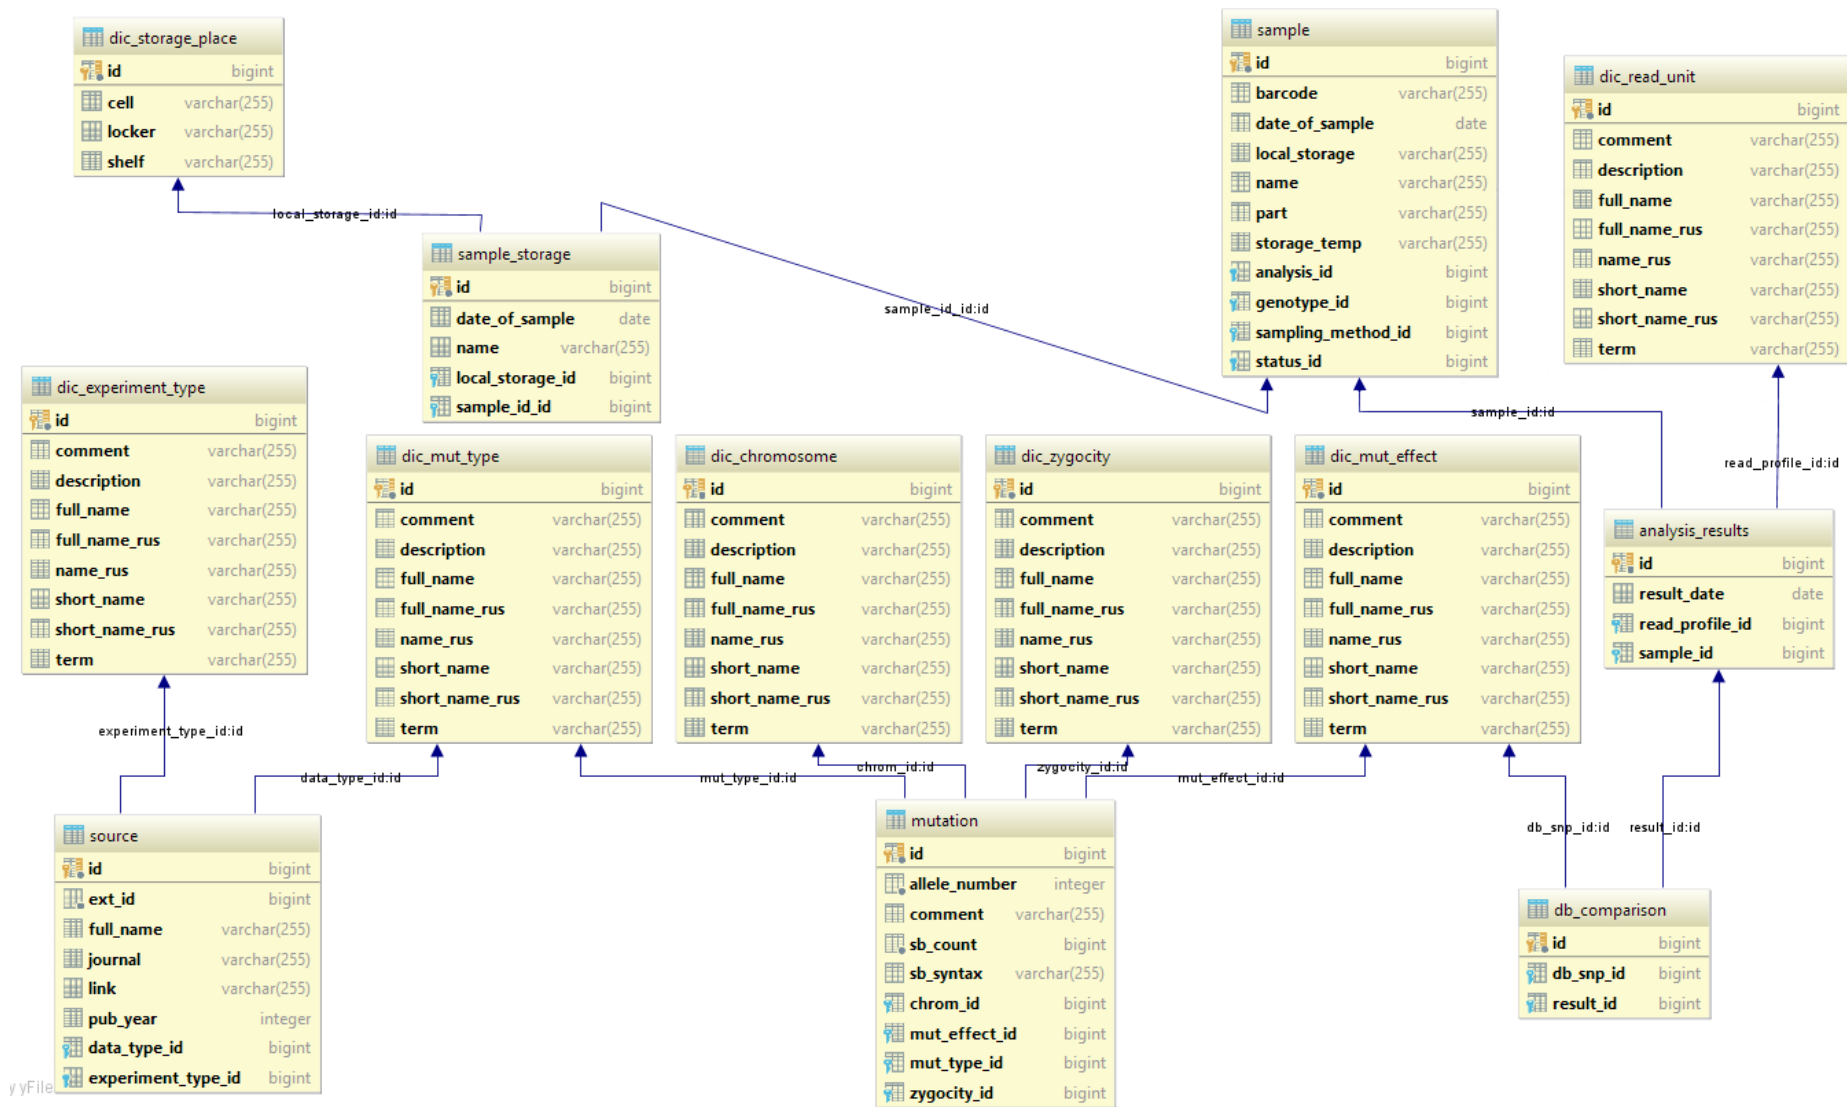 dic_storage_place
id bigint
cell varchar(255)
locker varchar(255)
shelf varchar(255)
local_storage_id:id
sample_storage
id bigint
date_of_sample date
name varchar(255)
local_storage_id bigint
sample_id_id bigint
sample_id_id:id
sample
id bigint
barcode varchar(255)
date_of_sample date
local_storage varchar(255)
name varchar(255)
part varchar(255)
storage_temp varchar(255)
analysis_id bigint
genotype_id bigint
sampling_method_id bigint
status_id bigint
dic_read_unit
id bigint
comment varchar(255)
description varchar(255)
full_name varchar(255)
full_name_rus varchar(255)
name_rus varchar(255)
short_name varchar(255)
short_name_rus varchar(255)
term varchar(255)
sample_id:id
read_profile_id:id
dic_experiment_type
id bigint
comment varchar(255)
description varchar(255)
full_name varchar(255)
full_name_rus varchar(255)
name_rus varchar(255)
short_name varchar(255)
short_name_rus varchar(255)
term varchar(255)
dic_mut_type
id bigint
comment varchar(255)
description varchar(255)
full_name varchar(255)
full_name_rus varchar(255)
name_rus varchar(255)
short_name varchar(255)
short_name_rus varchar(255)
term varchar(255)
dic_chromosome
id bigint
comment varchar(255)
description varchar(255)
full_name varchar(255)
full_name_rus varchar(255)
name_rus varchar(255)
short_name varchar(255)
short_name_rus varchar(255)
term varchar(255)
dic_zygocity
id bigint
comment varchar(255)
description varchar(255)
full_name varchar(255)
full_name_rus varchar(255)
name_rus varchar(255)
short_name varchar(255)
short_name_rus varchar(255)
term varchar(255)
dic_mut_effect
id bigint
comment varchar(255)
description varchar(255)
full_name varchar(255)
full_name_rus varchar(255)
name_rus varchar(255)
short_name varchar(255)
short_name_rus varchar(255)
term varchar(255)
analysis_results
id bigint
result_date date
read_profile_id bigint
sample_id bigint
experiment_type_id:id
data_type_id:id
mut_type_id:id
chrom_id:id
zygocity_id:id
mut_effect_id:id
db_snp_id:id
result_id:id
source
id bigint
ext_id bigint
full_name varchar(255)
journal varchar(255)
link varchar(255)
pub_year integer
data_type_id bigint
experiment_type_id bigint
mutation
id bigint
allele_number integer
comment varchar(255)
sb_count bigint
sb_syntax varchar(255)
chrom_id bigint
mut_effect_id bigint
mut_type_id bigint
zygocity_id bigint
db_comparison
id bigint
db_snp_id bigint
result_id bigint
y yFile